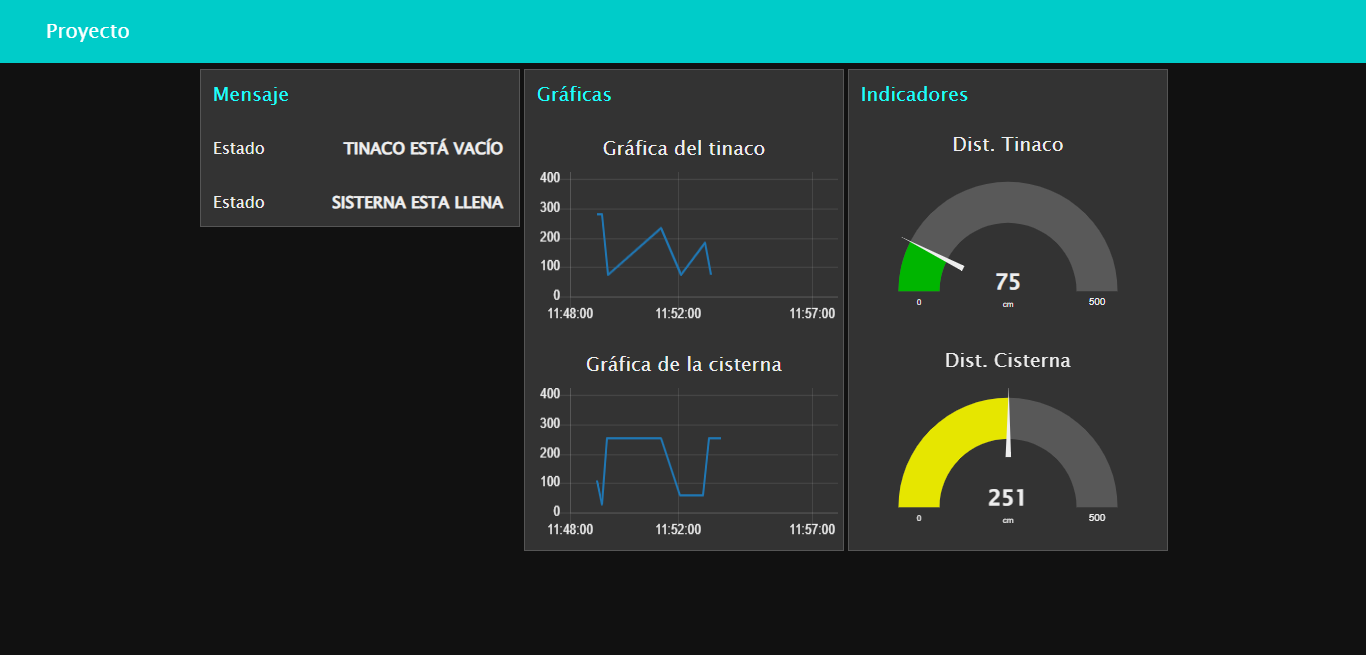 Proyecto
Mensaje
Estado TINACO ESTÁ VACÍO
Estado SISTERNA ESTA LLENA
Gráficas
Gráfica del tinaco
400
300
200
100
0
11:48:00 11:52:00 11:57:00
Gráfica de la cisterna
400
300
200
100
0
11:48:00 11:52:00 11:57:00
Indicadores
Dist. Tinaco
75
cm
0 500
Dist. Cisterna
251
cm
0 500